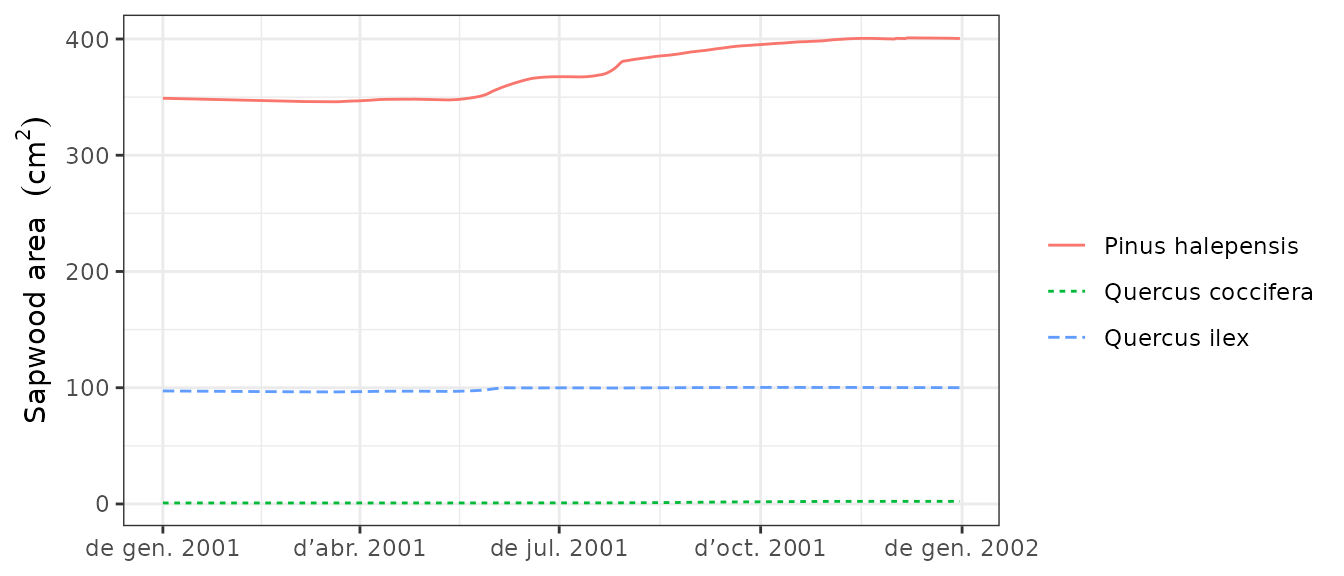 Sapwood area (cm²)
400
300
200
100
0
de gen. 2001 d’abr. 2001 de jul. 2001 d’oct. 2001 de gen. 2002
Pinus halepensis
Quercus coccifera
Quercus ilex